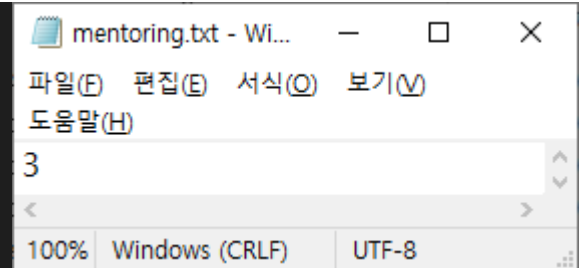 mentoring.txt - Wi...
파일(F) 편집(E) 서식(O) 보기(V)
도움말(H)
3
100% Windows (CRLF) UTF-8